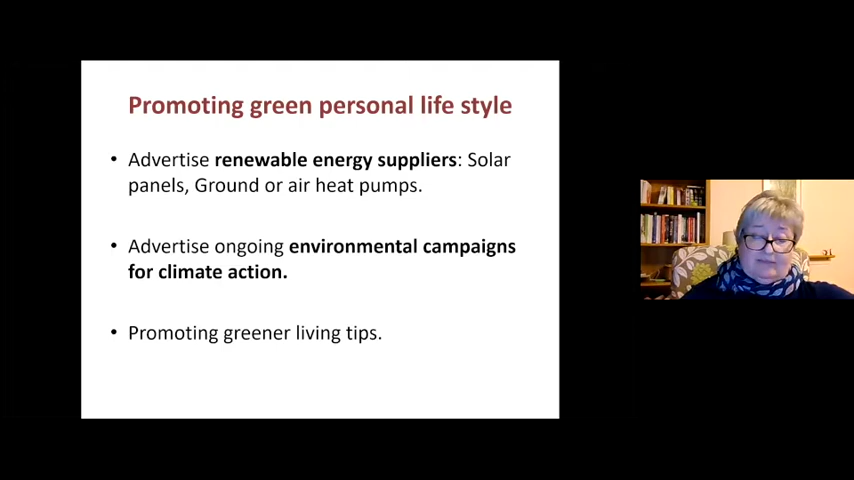 Promoting green personal life style
• Advertise renewable energy suppliers: Solar
panels, Ground or air heat pumps.
• Advertise ongoing environmental campaigns
for climate action.
• Promoting greener living tips.